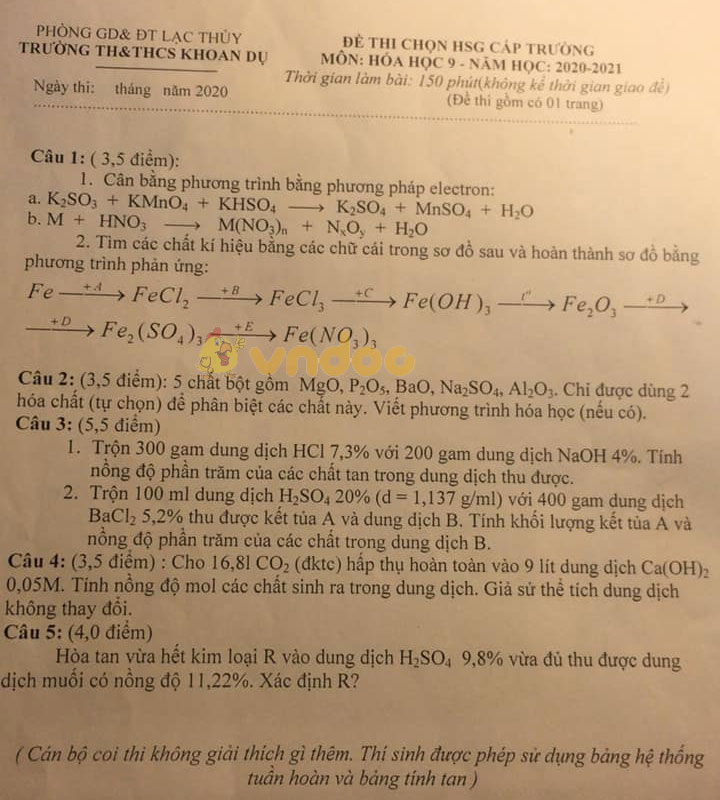 PHÒNG GD& ĐT LẠC THỦY
TRƯỜNG TH&THCS KHOAN DỤ
Ngày thi: tháng năm 2020
ĐỀ THI CHỌN HSG CẤP TRƯỜNG
MÔN: HÓA HỌC 9 - NĂM HỌC: 2020-2021
Thời gian làm bài: 150 phút(không kể thời gian giao đề)
(Đề thi gồm có 01 trang)
Câu 1: ( 3,5 điểm):
1. Cân bằng phương trình bằng phương pháp electron:
a. K₂SO₃ + KMnO₄ + KHSO₄ ⟶ K₂SO₄ + MnSO₄ + H₂O
b. M + HNO₃ ⟶ M(NO₃)ₙ + NₓOᵧ + H₂O
2. Tìm các chất kí hiệu bằng các chữ cái trong sơ đồ sau và hoàn thành sơ đồ bằng
phương trình phản ứng:
Fe —+A→ FeCl₂ —+B→ FeCl₃ —+C→ Fe(OH)₃ —t°→ Fe₂O₃ —+D→
—+D→ Fe₂(SO₄)₃ —+E→ Fe(NO₃)₃
vndoc
Câu 2: (3,5 điểm): 5 chất bột gồm MgO, P₂O₅, BaO, Na₂SO₄, Al₂O₃. Chỉ được dùng 2
hóa chất (tự chọn) để phân biệt các chất này. Viết phương trình hóa học (nếu có).
Câu 3: (5,5 điểm)
1. Trộn 300 gam dung dịch HCl 7,3% với 200 gam dung dịch NaOH 4%. Tính
nồng độ phần trăm của các chất tan trong dung dịch thu được.
2. Trộn 100 ml dung dịch H₂SO₄ 20% (d = 1,137 g/ml) với 400 gam dung dịch
BaCl₂ 5,2% thu được kết tủa A và dung dịch B. Tính khối lượng kết tủa A và
nồng độ phần trăm của các chất trong dung dịch B.
Câu 4: (3,5 điểm) : Cho 16,8l CO₂ (đktc) hấp thụ hoàn toàn vào 9 lít dung dịch Ca(OH)₂
0,05M. Tính nồng độ mol các chất sinh ra trong dung dịch. Giả sử thể tích dung dịch
không thay đổi.
Câu 5: (4,0 điểm)
Hòa tan vừa hết kim loại R vào dung dịch H₂SO₄ 9,8% vừa đủ thu được dung
dịch muối có nồng độ 11,22%. Xác định R?
( Cán bộ coi thi không giải thích gì thêm. Thí sinh được phép sử dụng bảng hệ thống
tuần hoàn và bảng tính tan )